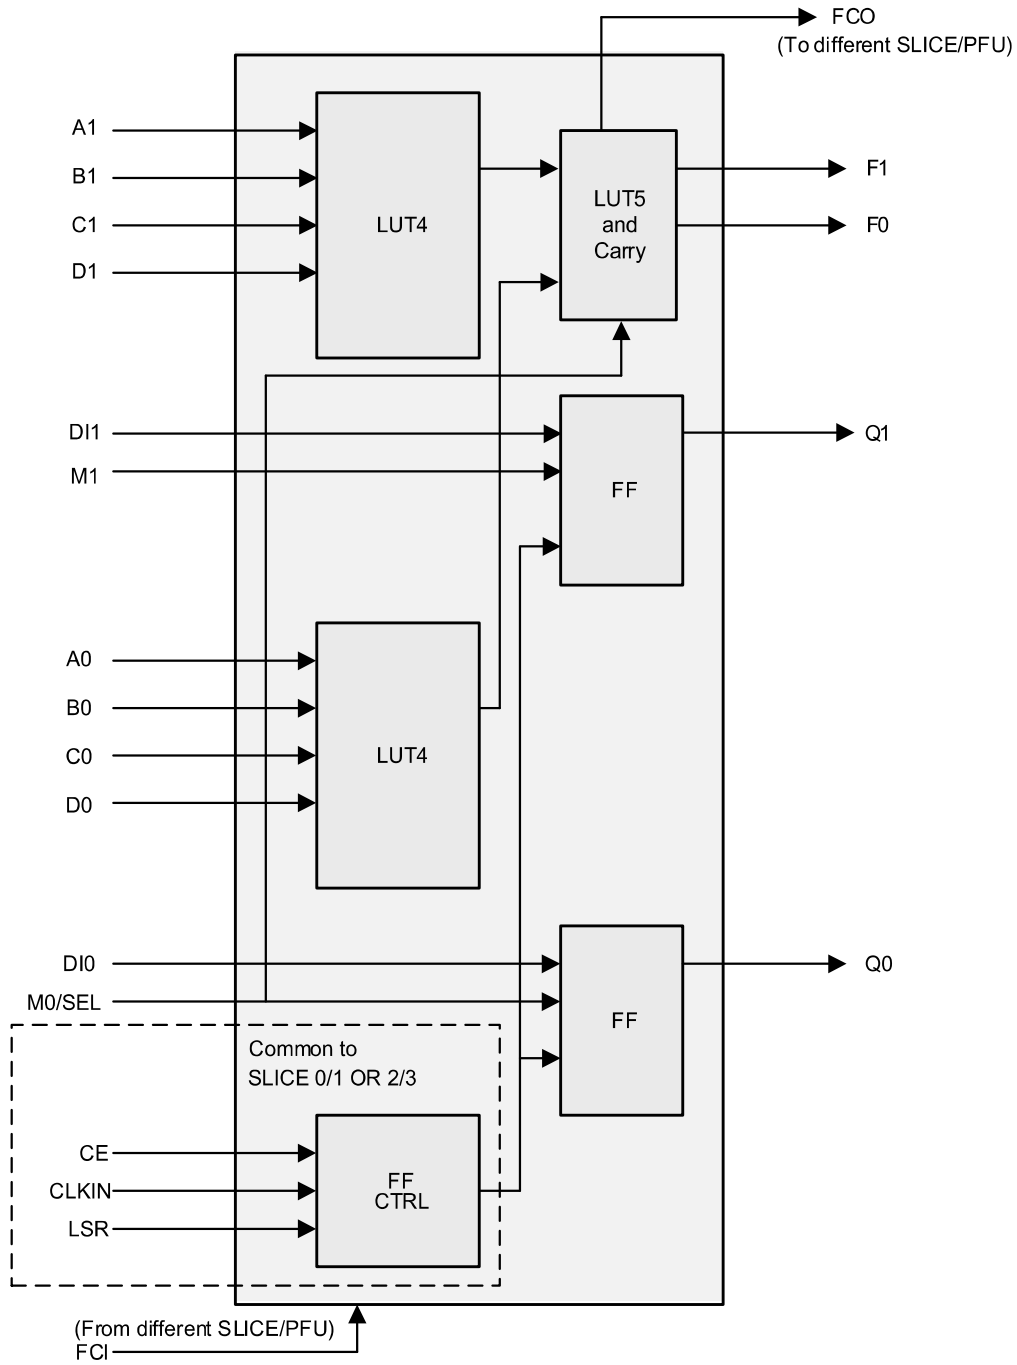 FCO
(To different SLICE/PFU)
A1
B1
C1
D1
LUT4
LUT5
and
Carry
F1
F0
DI1
M1
FF
Q1
A0
B0
C0
D0
LUT4
DI0
M0/SEL
FF
Q0
Common to
SLICE 0/1 OR 2/3
CE
CLKIN
LSR
FF
CTRL
(From different SLICE/PFU)
FCI